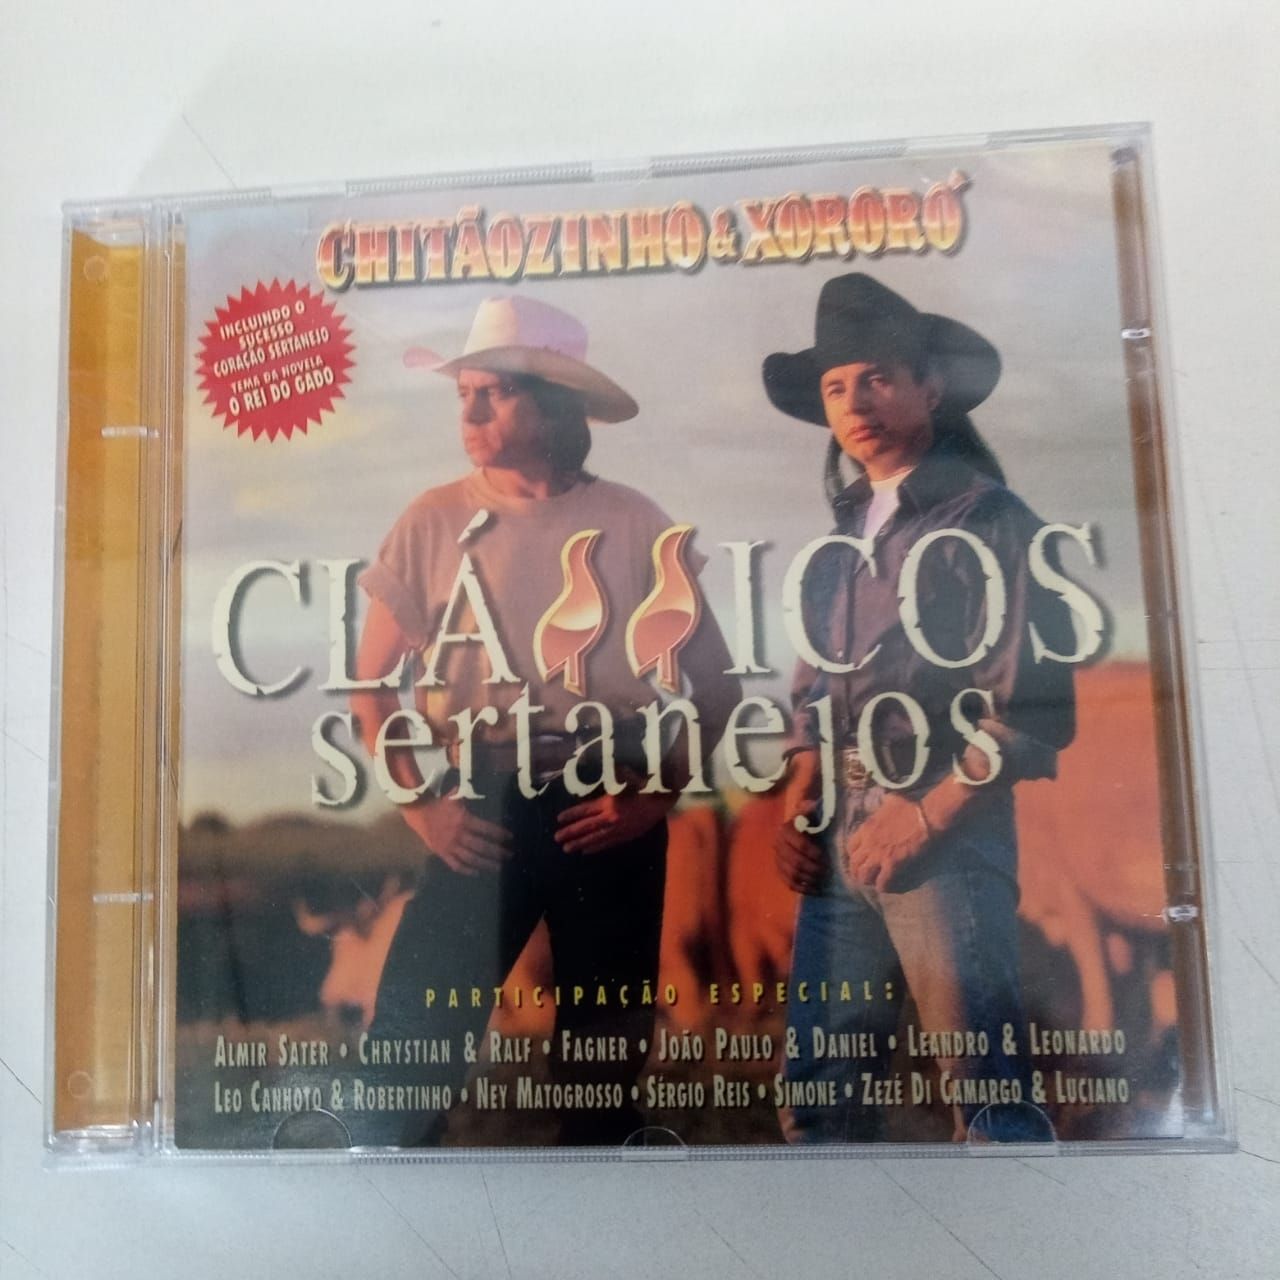 CHITÃOZINHO & XORORÓ
INCLUINDO O
SUCESSO
CORAÇÃO SERTANEJO
TEMA DA NOVELA
O REI DO GADO
CLÁSSICOS
sertanejos
PARTICIPAÇÃO ESPECIAL:
ALMIR SATER • CHRYSTIAN & RALF • FAGNER • JOÃO PAULO & DANIEL • LEANDRO & LEONARDO
LEO CANHOTO & ROBERTINHO • NEY MATOGROSSO • SÉRGIO REIS • SIMONE • ZEZÉ DI CAMARGO & LUCIANO